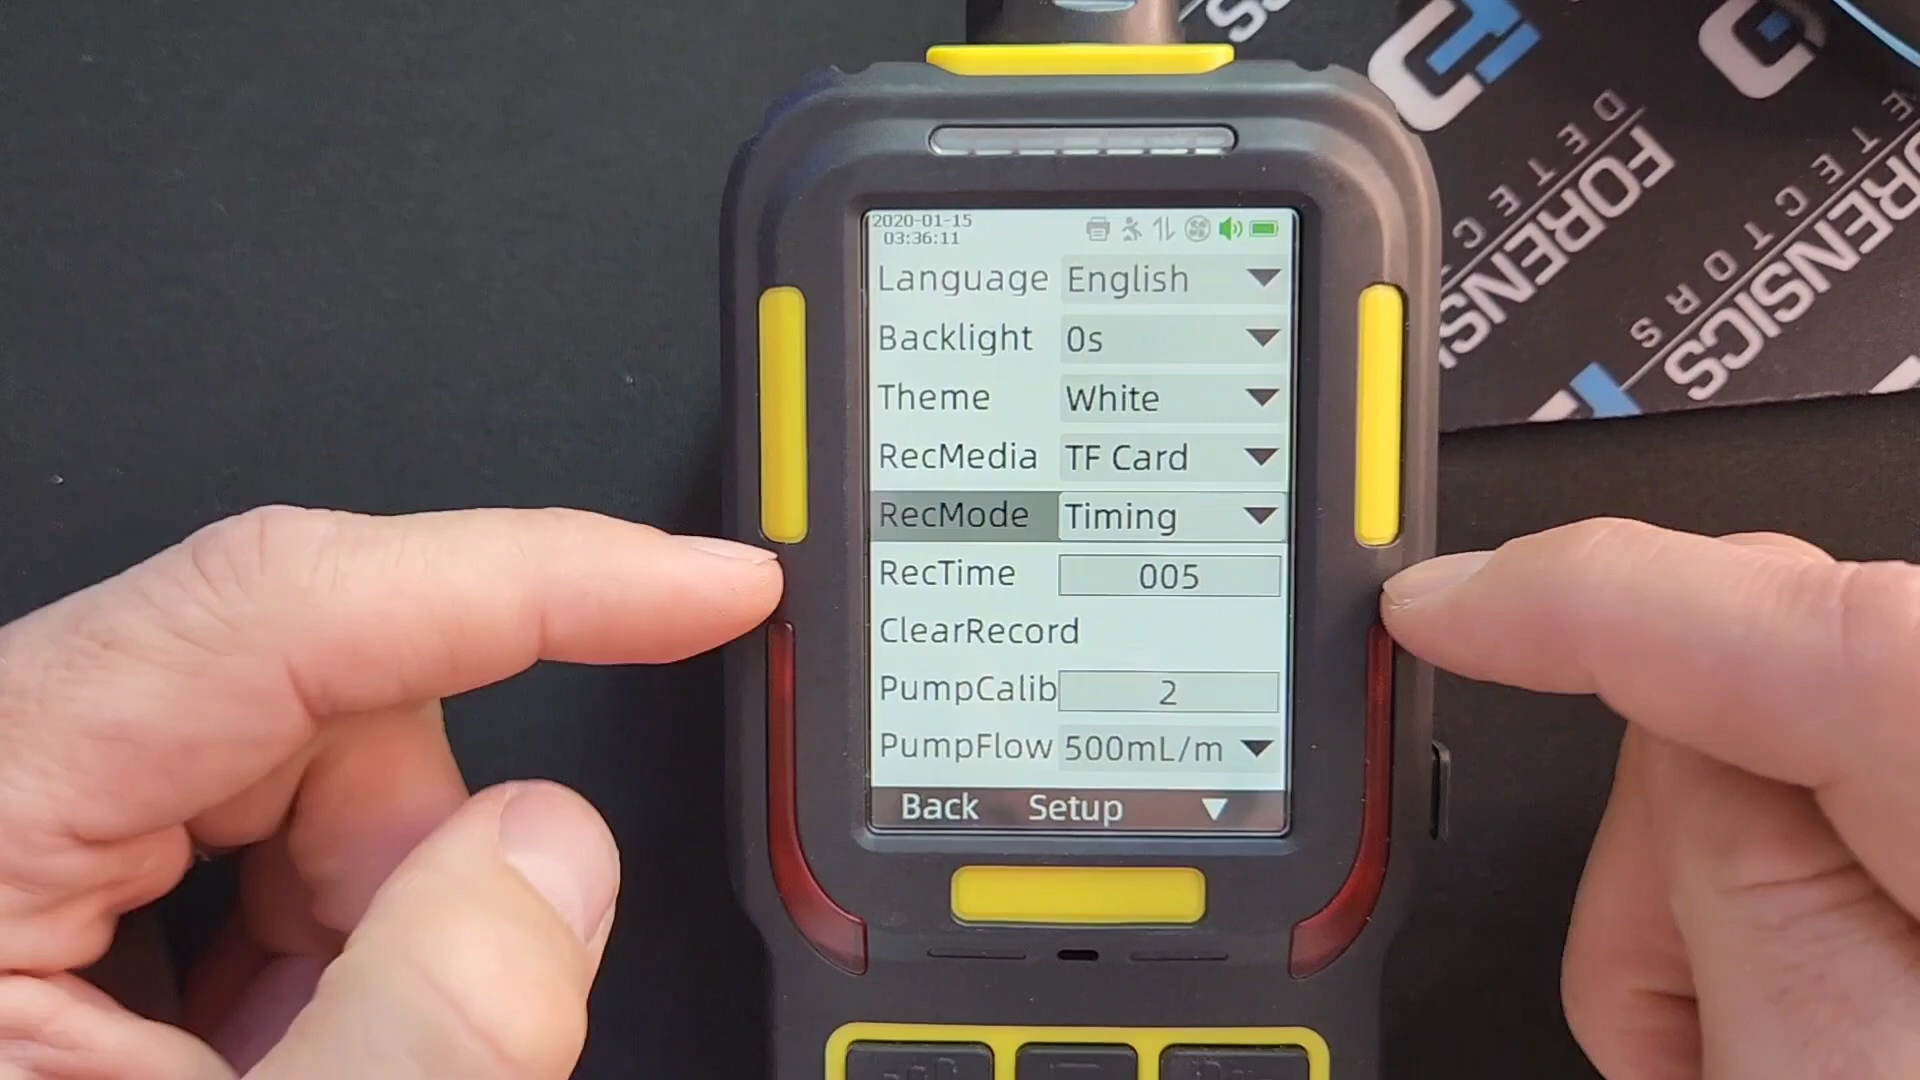 2020-01-15
03:36:11
Language English
Backlight 0s
Theme White
RecMedia TF Card
RecMode Timing
RecTime 005
ClearRecord
PumpCalib 2
PumpFlow 500mL/m
Back Setup
FORENSICS
DETEC
FORENSICS
DETECTORS